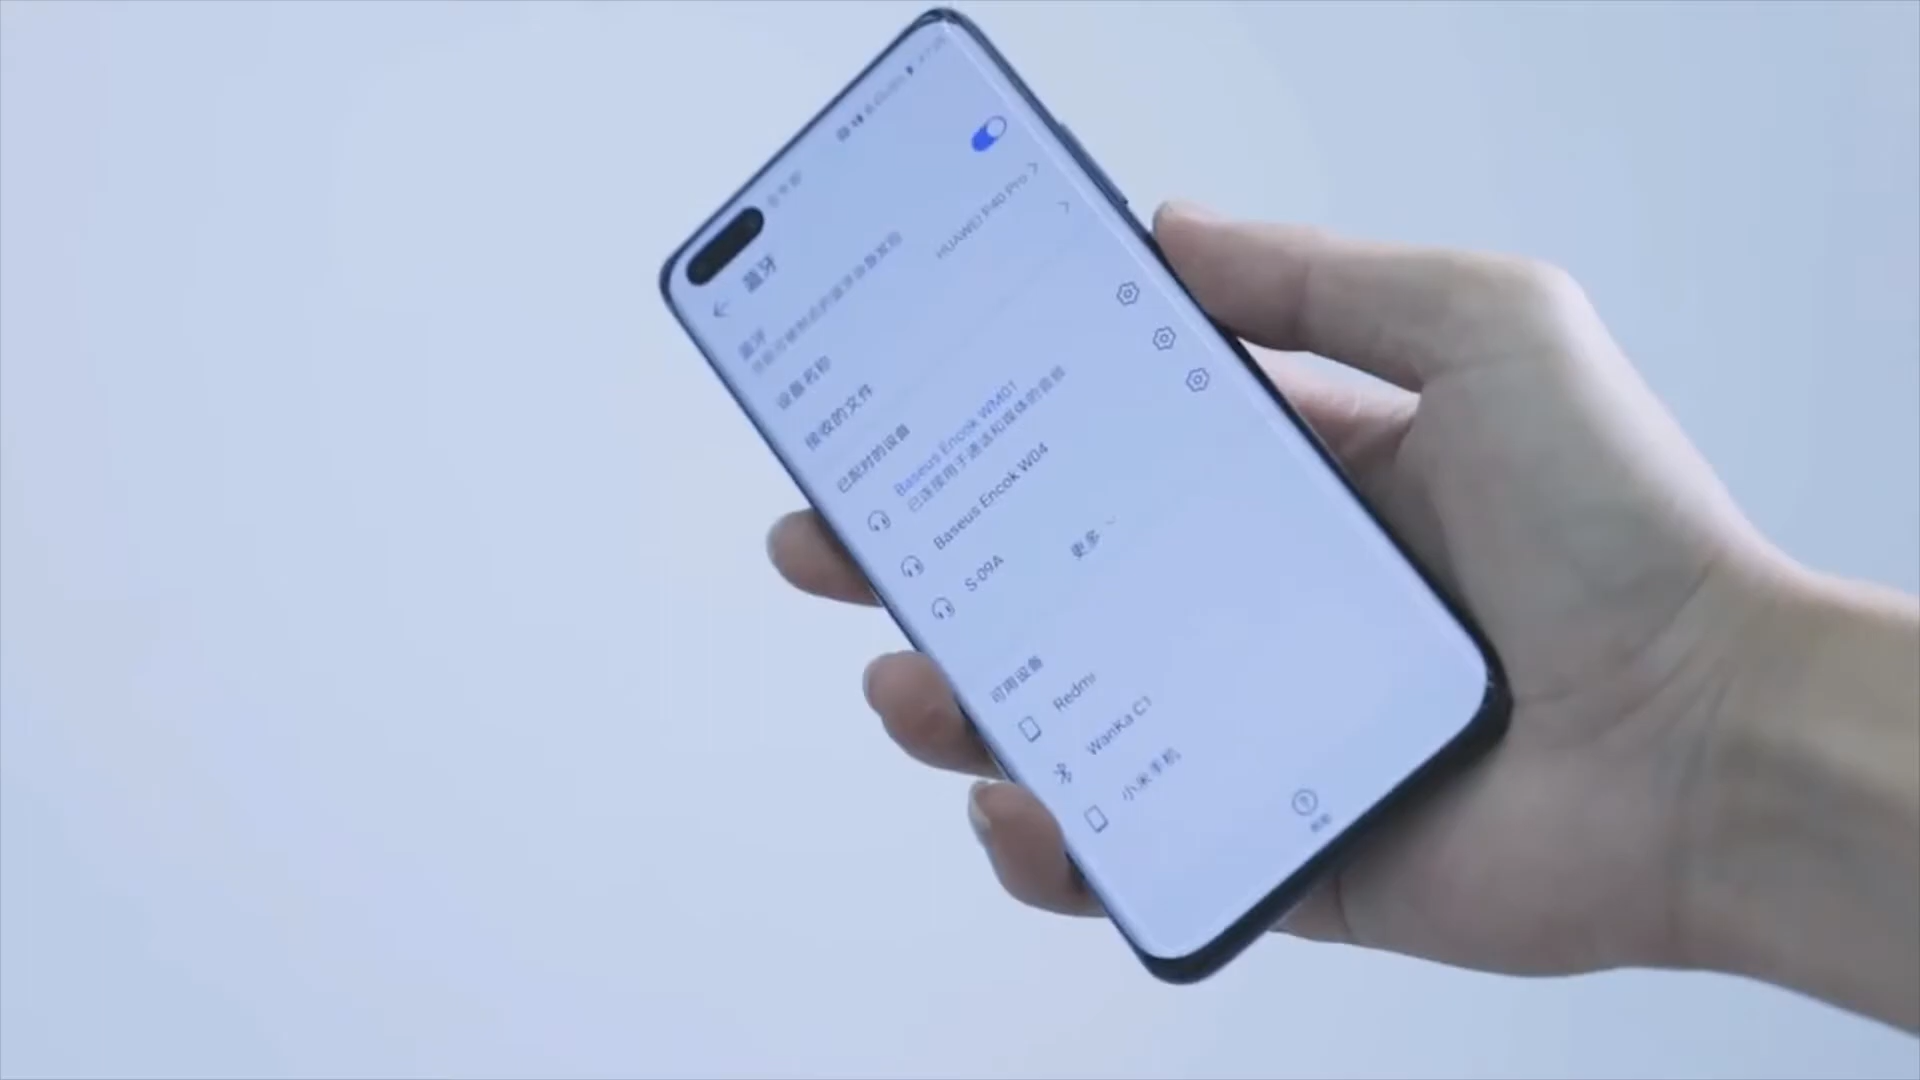 蓝牙
蓝牙
设备名称
HUAWEI P40 Pro
接收的文件
已配对的设备
Baseus Encok WM01
已连接用于通话和媒体的音频
Baseus Encok W04
S-09A
更多
可用设备
Redmi
WanKa C1
小米手机